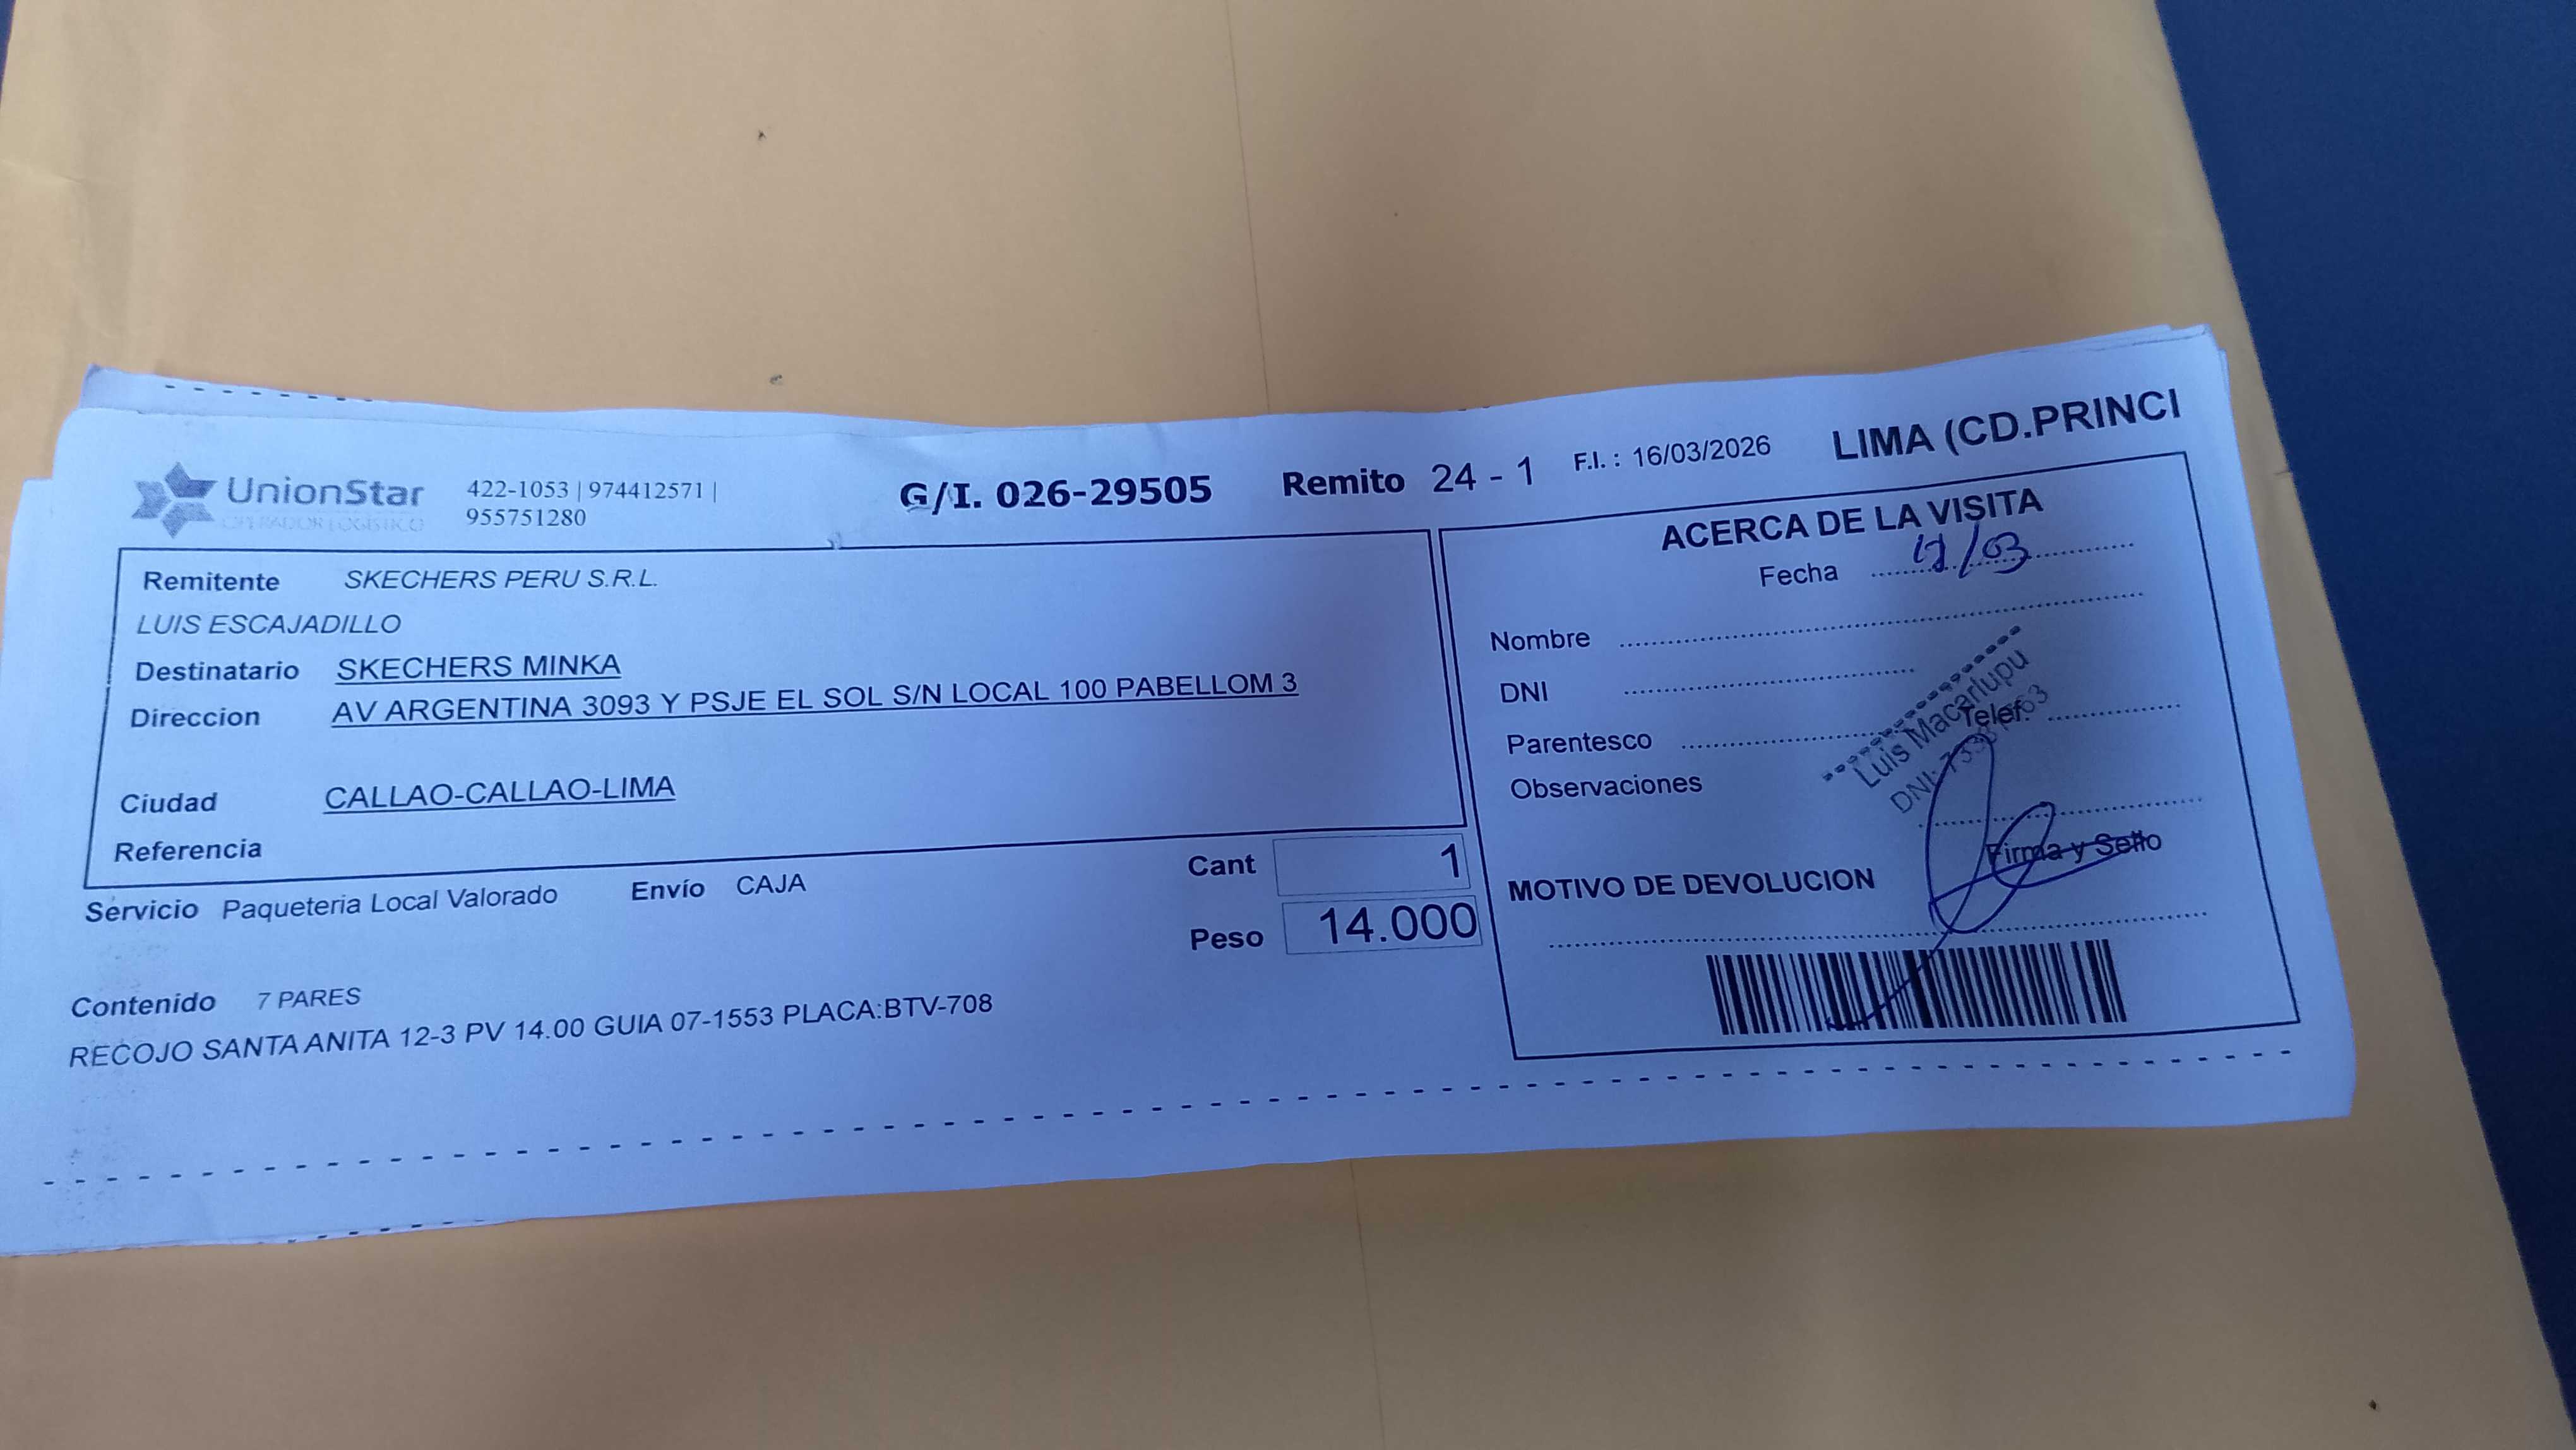 UnionStar
OPERADOR LOGISTICO
422-1053 | 974412571 |
955751280
G/I. 026-29505
Remito 24 - 1
F.I. : 16/03/2026
LIMA (CD.PRINCI
Remitente SKECHERS PERU S.R.L.
LUIS ESCAJADILLO
Destinatario SKECHERS MINKA
Direccion AV ARGENTINA 3093 Y PSJE EL SOL S/N LOCAL 100 PABELLOM 3
Ciudad CALLAO-CALLAO-LIMA
Referencia
Servicio Paqueteria Local Valorado Envío CAJA
Cant 1
Peso 14.000
Contenido 7 PARES
RECOJO SANTA ANITA 12-3 PV 14.00 GUIA 07-1553 PLACA:BTV-708
ACERCA DE LA VISITA
Fecha /03
Nombre
DNI
Parentesco Telef.
Observaciones
Luis Macarlupu
DNI:
Firma y Sello
MOTIVO DE DEVOLUCION